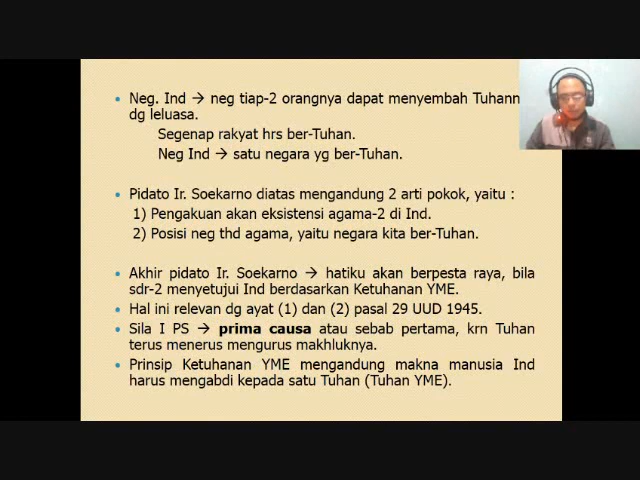 • Neg. Ind → neg tiap-2 orangnya dapat menyembah
dg leluasa.
Segenap rakyat hrs ber-Tuhan.
Neg Ind → satu negara yg ber-Tuhan.
• Pidato Ir. Soekarno diatas mengandung 2 arti pokok, yaitu :
1) Pengakuan akan eksistensi agama-2 di Ind.
2) Posisi neg thd agama, yaitu negara kita ber-Tuhan.
• Akhir pidato Ir. Soekarno → hatiku akan berpesta raya, bila
sdr-2 menyetujui Ind berdasarkan Ketuhanan YME.
• Hal ini relevan dg ayat (1) dan (2) pasal 29 UUD 1945.
• Sila I PS → prima causa atau sebab pertama, krn Tuhan
terus menerus mengurus makhluknya.
• Prinsip Ketuhanan YME mengandung makna manusia Ind
harus mengabdi kepada satu Tuhan (Tuhan YME).